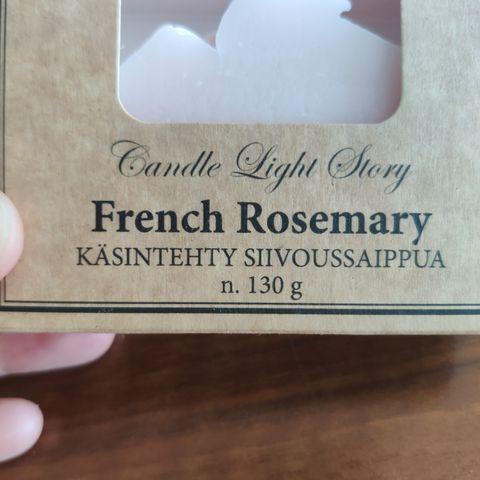 Candle Light Story
French Rosemary
KÄSINTEHTY SIIVOUSSAIPPUA
n. 130 g